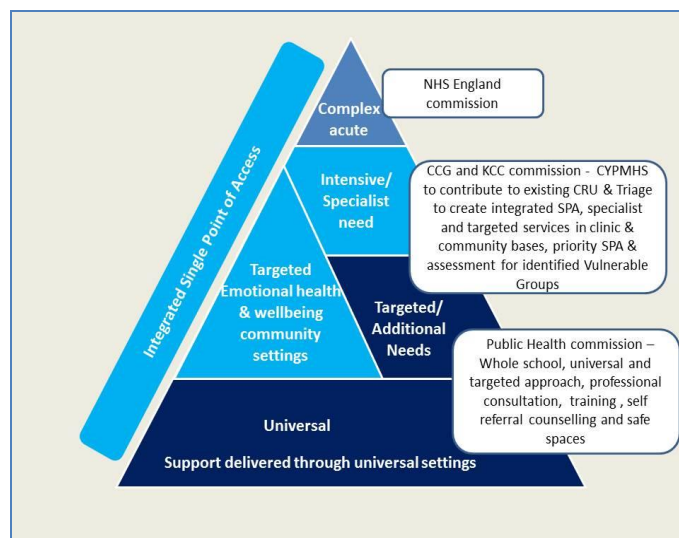 Integrated Single Point of Access
Complex
acute
NHS England
commission
Intensive/
Specialist
need
CCG and KCC commission - CYPMHS
to contribute to existing CRU & Triage
to create integrated SPA, specialist
and targeted services in clinic &
community bases, priority SPA &
assessment for identified Vulnerable
Groups
Targeted
Emotional health
& wellbeing
community
settings
Targeted/
Additional
Needs
Public Health commission –
Whole school, universal and
targeted approach, professional
consultation, training , self
referral counselling and safe
spaces
Universal
Support delivered through universal settings